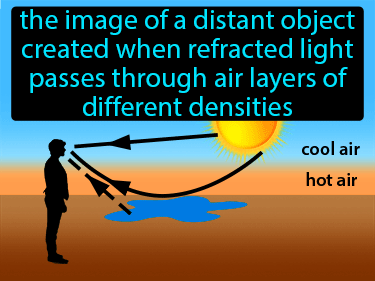 the image of a distant object
created when refracted light
passes through air layers of
different densities
cool air
hot air